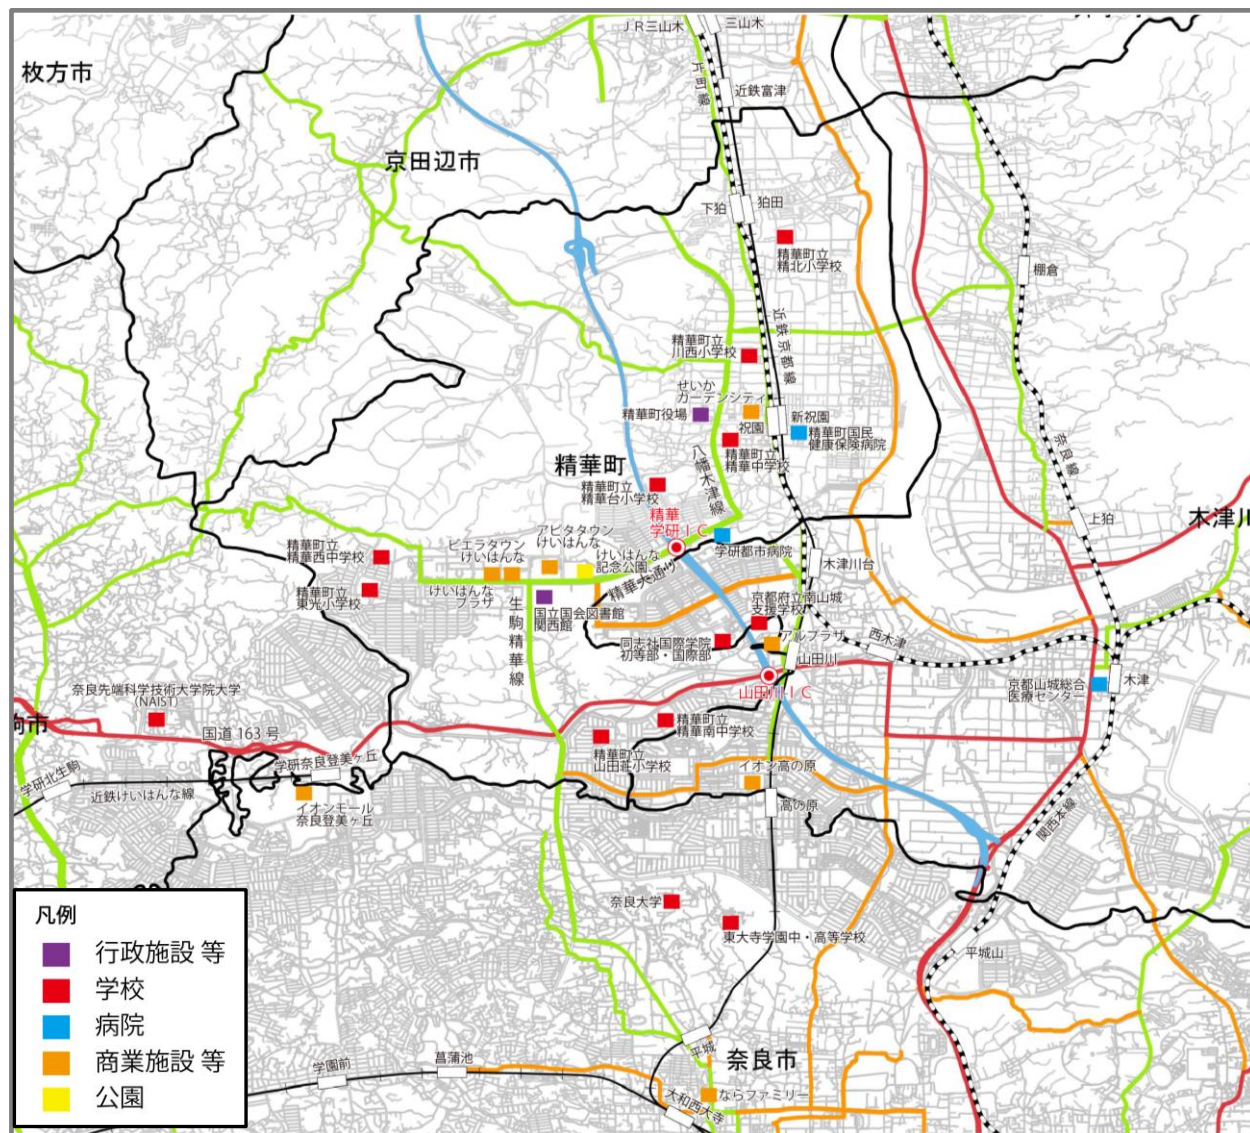 ＪＲ三山木
三山木
枚方市
片町線
近鉄富津
京田辺市
下狛
狛田
精華町立
精北小学校
棚倉
近鉄京都線
精華町立
川西小学校
せいか
ガーデンシティ
精華町役場
祝園
新祝園
精華町国民
健康保険病院
精華町立
精華中学校
八幡木津線
奈良線
精華町
精華町立
精華台小学校
精華
学研ＩＣ
上狛
木津川
アピタタウン
けいはんな
ピエラタウン
けいはんな
けいはんな
記念公園
学研都市病院
精華町立
精華西中学校
精華大通り
木津川台
精華町立
東光小学校
けいはんな
プラザ
生駒精華線
国立国会図書館
関西館
京都府立南山城
支援学校
同志社国際学院
初等部・国際部
アルプラザ
西木津
山田川
山田川ＩＣ
京都山城総合
医療センター
木津
奈良先端科学技術大学院大学
（NAIST）
駒市
国道 163 号
精華町立
精華南中学校
精華町立
山田荘小学校
学研奈良登美ヶ丘
学研北生駒
近鉄けいはんな線
イオンモール
奈良登美ヶ丘
イオン高の原
高の原
関西本線
奈良大学
東大寺学園中・高等学校
平城山
平城
奈良市
学園前
菖蒲池
ならファミリー
大和西大寺
凡例
行政施設 等
学校
病院
商業施設 等
公園